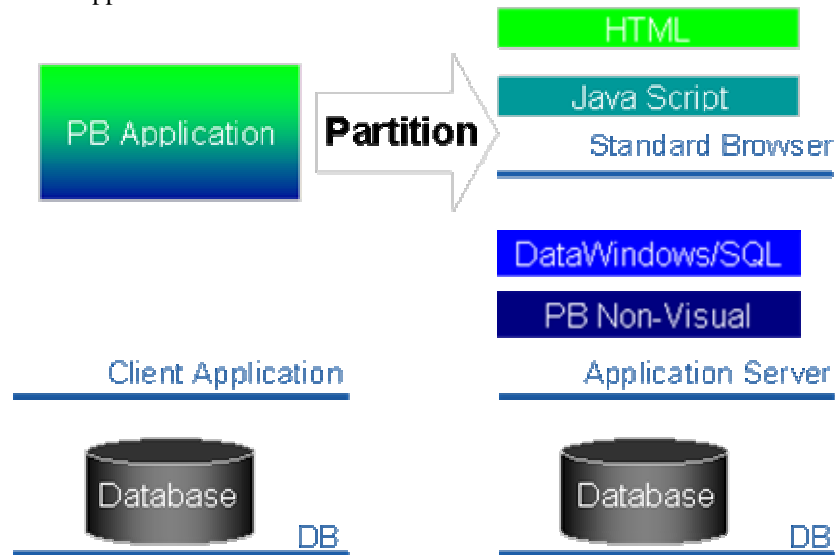 HTML
PB Application
Partition
Java Script
Standard Browser
DataWindows/SQL
PB Non-Visual
Client Application
Application Server
Database
DB
Database
DB